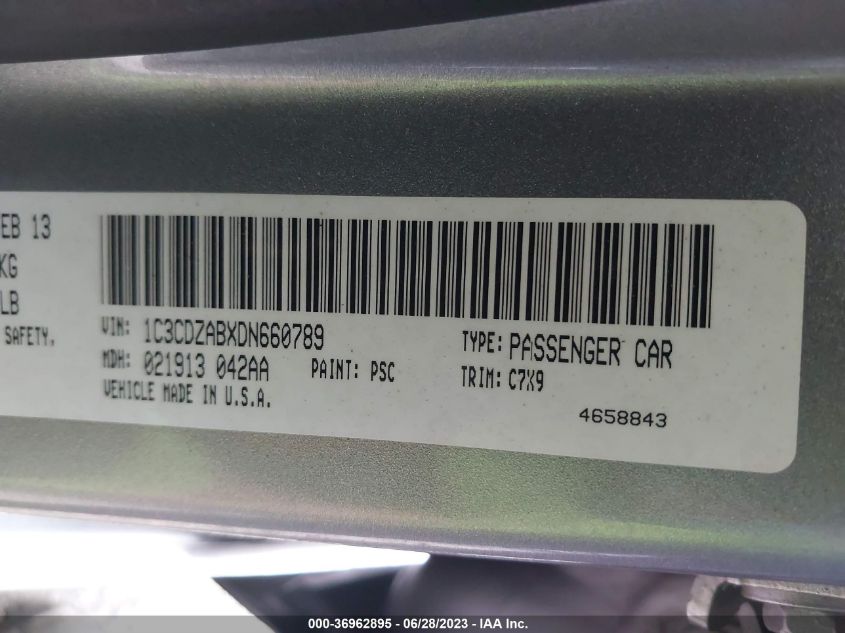 EB 13
KG
LB
SAFETY.
VIN: 1C3CDZABXDN660789
TYPE: PASSENGER CAR
MDH: 021913 042AA
PAINT: PSC
TRIM: C7X9
VEHICLE MADE IN U.S.A.
4658843
000-36962895 - 06/28/2023 - IAA Inc.